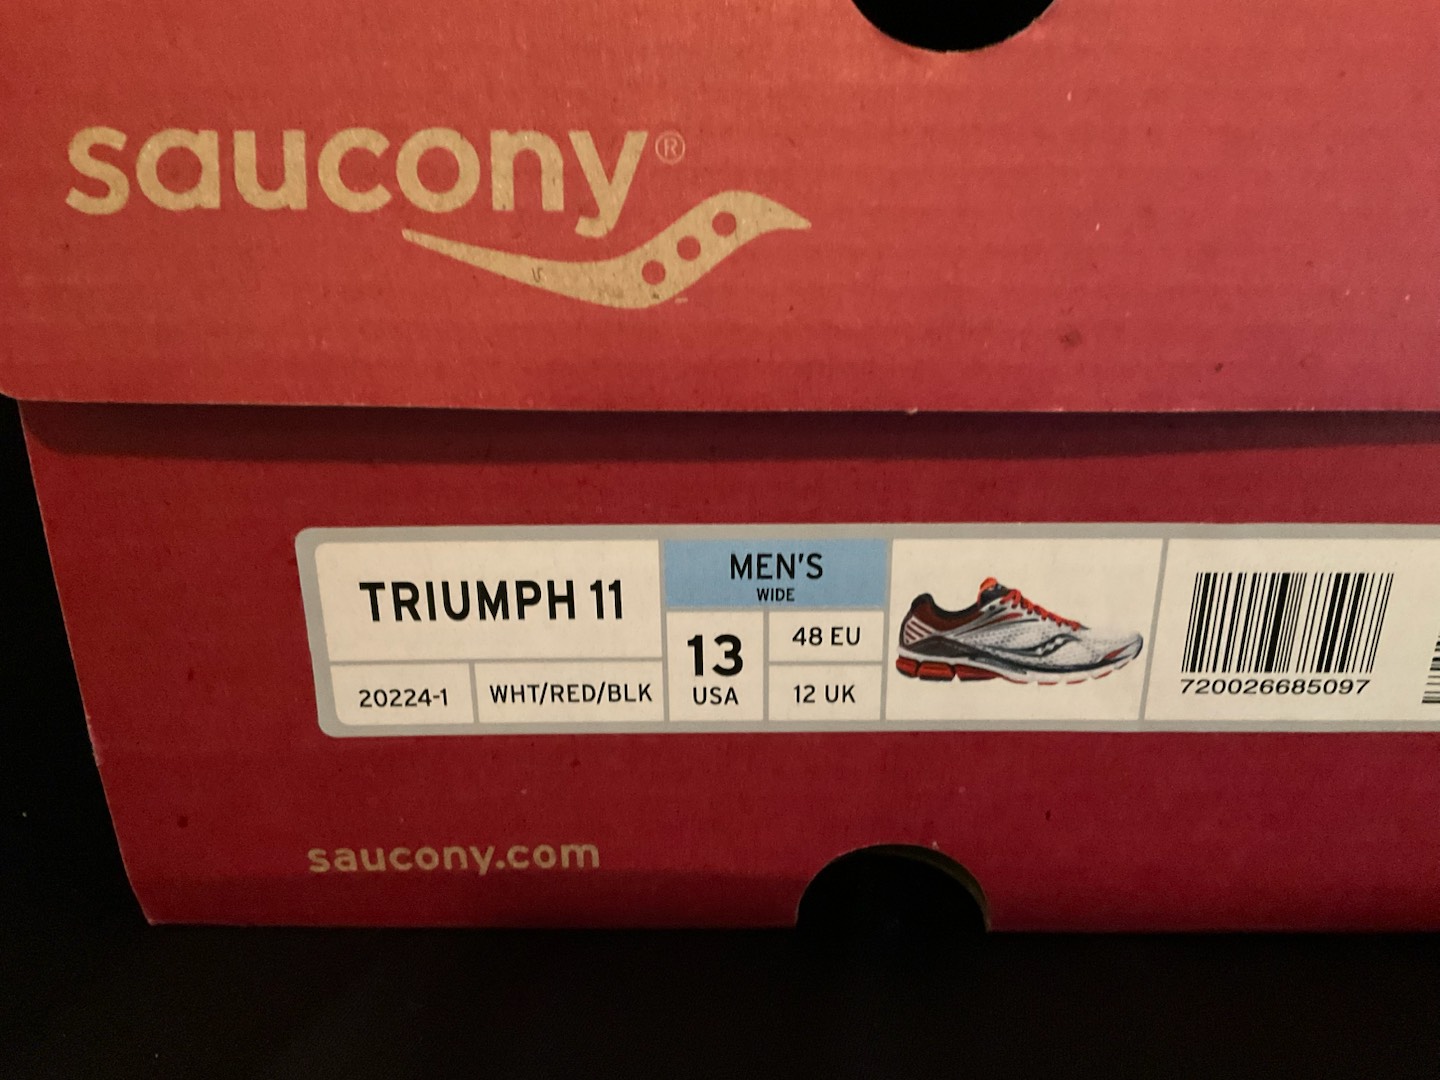 saucony®
TRIUMPH 11
20224-1
WHT/RED/BLK
MEN'S
WIDE
13
USA
48 EU
12 UK
720026685097
saucony.com